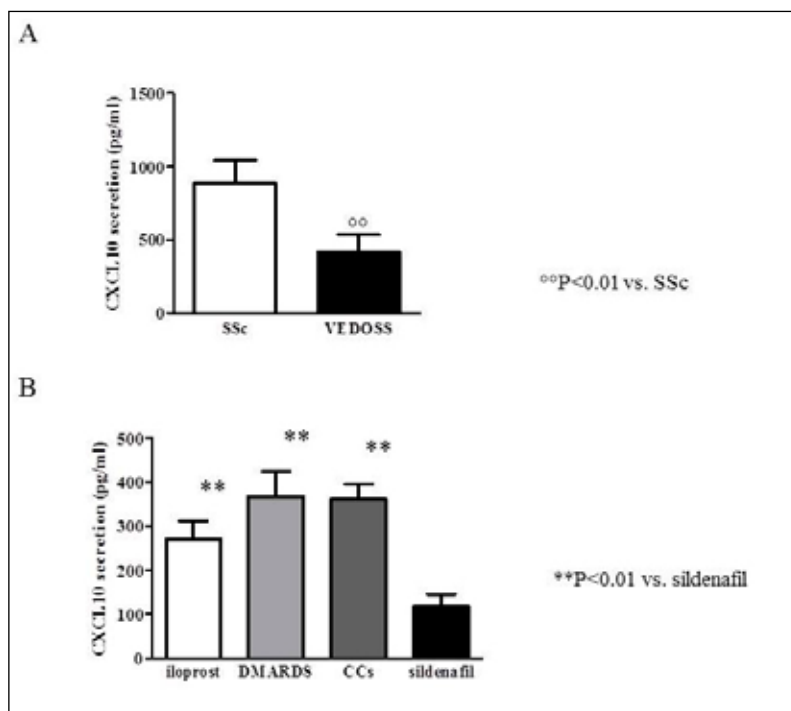 A
CXCL10 secretion (pg/ml)
1500
1000
500
0
°°
SSc
VEDOSS
°°P<0.01 vs. SSc
B
CXCL10 secretion (pg/ml)
500
400
300
200
100
0
**
**
**
iloprost
DMARDS
CCs
sildenafil
**P<0.01 vs. sildenafil